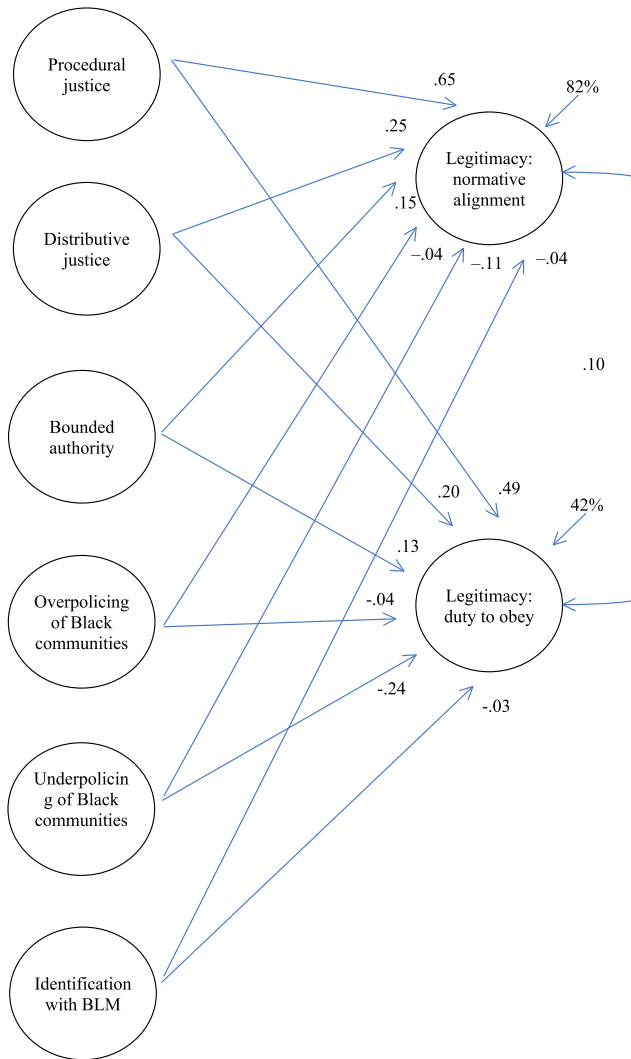 Procedural
justice
.65
82%
.25
Legitimacy:
normative
alignment
.15
Distributive
justice
–.04
–.11
–.04
.10
Bounded
authority
.20
.49
42%
.13
Overpolicing
of Black
communities
-.04
Legitimacy:
duty to obey
-.24
-.03
Underpolicin
g of Black
communities
Identification
with BLM